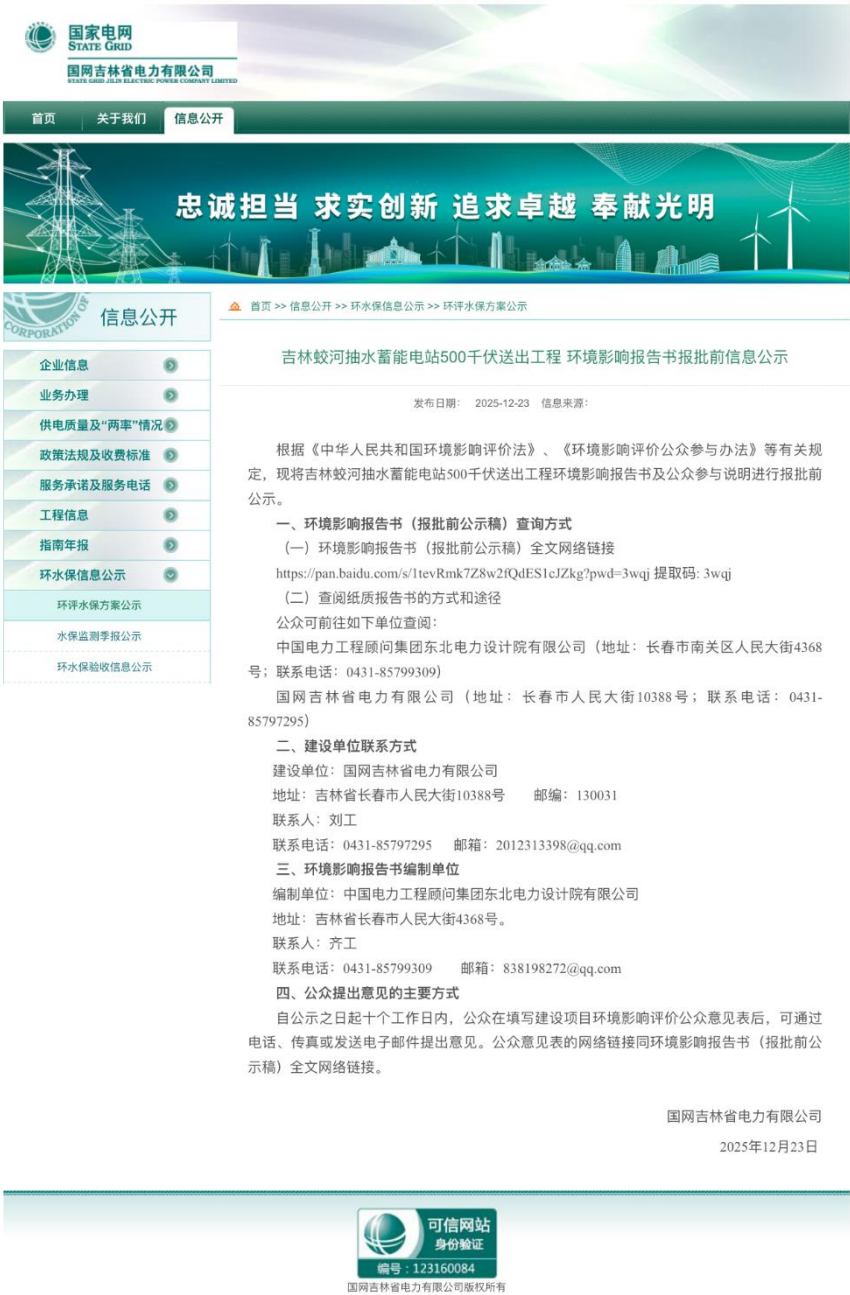 国家电网
STATE GRID
国网吉林省电力有限公司
STATE GRID JILIN ELECTRIC POWER COMPANY LIMITED
首页 关于我们 信息公开
忠诚担当 求实创新 追求卓越 奉献光明
CORPORATION OF
信息公开
企业信息
业务办理
供电质量及“两率”情况
政策法规及收费标准
服务承诺及服务电话
工程信息
指南年报
环水保信息公示
环评水保方案公示
水保监测季报公示
环水保验收信息公示
首页 >> 信息公开 >> 环水保信息公示 >> 环评水保方案公示
吉林蛟河抽水蓄能电站500千伏送出工程 环境影响报告书报批前信息公示
发布日期： 2025-12-23 信息来源：
根据《中华人民共和国环境影响评价法》、《环境影响评价公众参与办法》等有关规
定，现将吉林蛟河抽水蓄能电站500千伏送出工程环境影响报告书及公众参与说明进行报批前
公示。
一、环境影响报告书（报批前公示稿）查询方式
（一）环境影响报告书（报批前公示稿）全文网络链接
https://pan.baidu.com/s/1tevRmk7Z8w2fQdES1cJZkg?pwd=3wqj 提取码: 3wqj
（二）查阅纸质报告书的方式和途径
公众可前往如下单位查阅：
中国电力工程顾问集团东北电力设计院有限公司（地址：长春市南关区人民大街4368
号；联系电话：0431-85799309）
国网吉林省电力有限公司（地址：长春市人民大街10388号；联系电话：0431-
85797295）
二、建设单位联系方式
建设单位：国网吉林省电力有限公司
地址：吉林省长春市人民大街10388号 邮编：130031
联系人：刘工
联系电话：0431-85797295 邮箱：2012313398@qq.com
三、环境影响报告书编制单位
编制单位：中国电力工程顾问集团东北电力设计院有限公司
地址：吉林省长春市人民大街4368号。
联系人：齐工
联系电话：0431-85799309 邮箱：838198272@qq.com
四、公众提出意见的主要方式
自公示之日起十个工作日内，公众在填写建设项目环境影响评价公众意见表后，可通过
电话、传真或发送电子邮件提出意见。公众意见表的网络链接同环境影响报告书（报批前公
示稿）全文网络链接。
国网吉林省电力有限公司
2025年12月23日
可信网站
身份验证
编号：123160084
国网吉林省电力有限公司版权所有